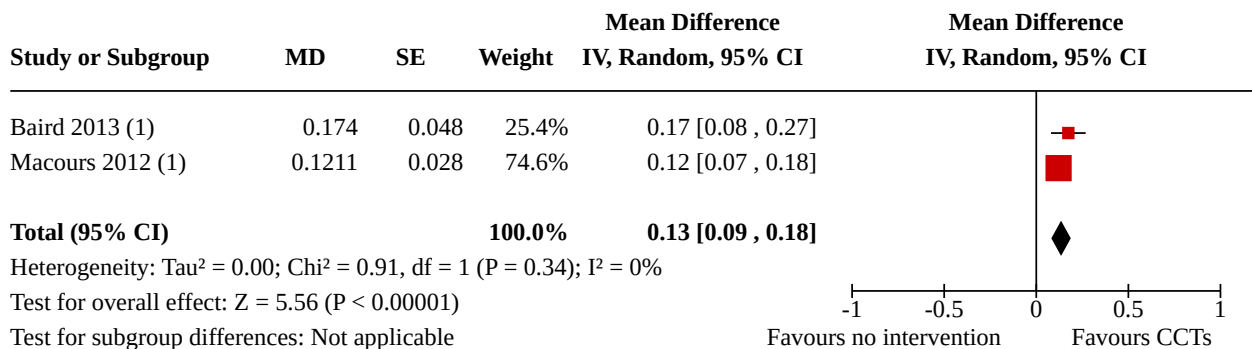 Mean Difference Mean Difference
Study or Subgroup MD SE Weight IV, Random, 95% CI IV, Random, 95% CI
Baird 2013 (1) 0.174 0.048 25.4% 0.17 [0.08 , 0.27]
Macours 2012 (1) 0.1211 0.028 74.6% 0.12 [0.07 , 0.18]
Total (95% CI) 100.0% 0.13 [0.09 , 0.18]
Heterogeneity: Tau² = 0.00; Chi² = 0.91, df = 1 (P = 0.34); I² = 0%
Test for overall effect: Z = 5.56 (P < 0.00001)
-1 -0.5 0 0.5 1
Test for subgroup differences: Not applicable Favours no intervention Favours CCTs